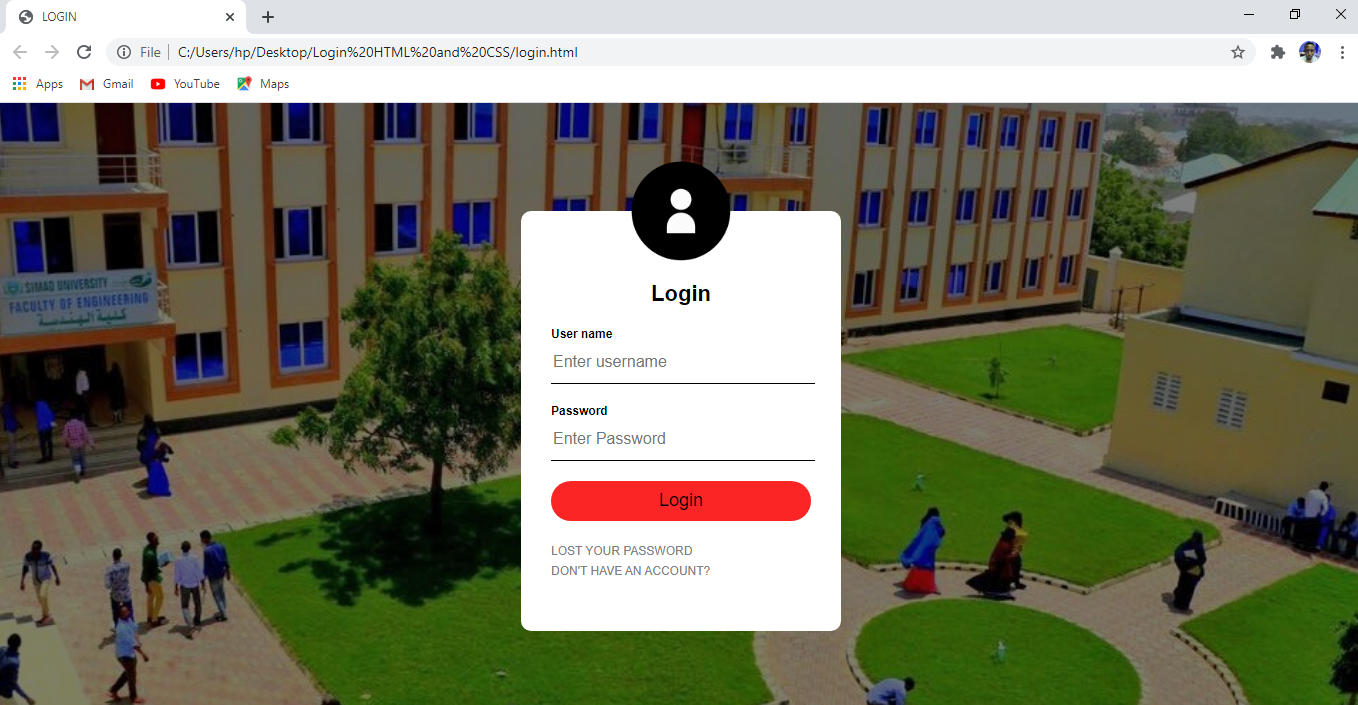 LOGIN
File
C:/Users/hp/Desktop/Login%20HTML%20and%20CSS/login.html
Apps
Gmail
YouTube
Maps
SIMAD UNIVERSITY
FACULTY OF ENGINEERING
كلية الهندسة
Login
User name
Enter username
Password
Enter Password
Login
LOST YOUR PASSWORD
DON'T HAVE AN ACCOUNT?